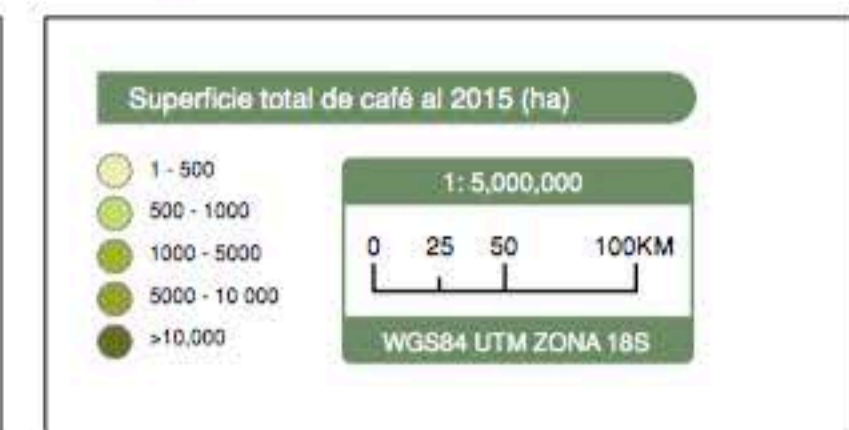 Superficie total de café al 2015 (ha)
1 - 500
500 - 1000
1000 - 5000
5000 - 10 000
>10,000
1: 5,000,000
0 25 50 100KM
WGS84 UTM ZONA 18S